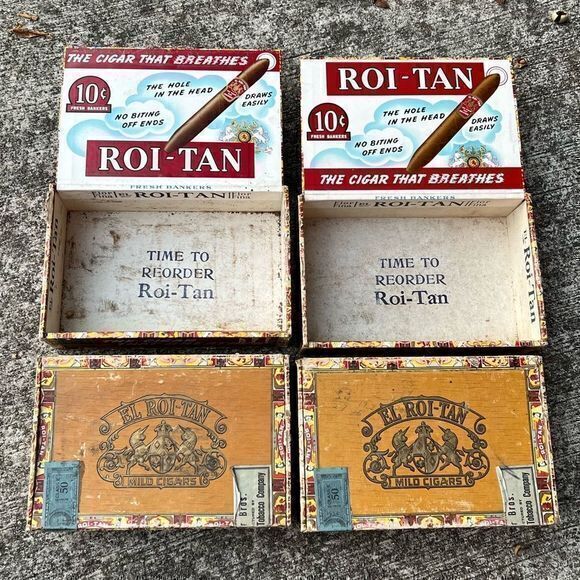 THE CIGAR THAT BREATHES
10¢
FRESH BANKERS
THE HOLE
IN THE HEAD
DRAWS
EASILY
NO BITING
OFF ENDS
ROI-TAN
FRESH BANKERS
ROI-TAN
TIME TO
REORDER
Roi-Tan
EL ROI-TAN
MILD CIGARS
50
r Bros.
Tobacco Company
ROI-TAN
10¢
FRESH BANKERS
THE HOLE
IN THE HEAD
DRAWS
EASILY
NO BITING
OFF ENDS
THE CIGAR THAT BREATHES
FRESH BANKERS
ROI-TAN
TIME TO
REORDER
Roi-Tan
EL ROI-TAN
MILD CIGARS
50
r Bros.
Tobacco Company